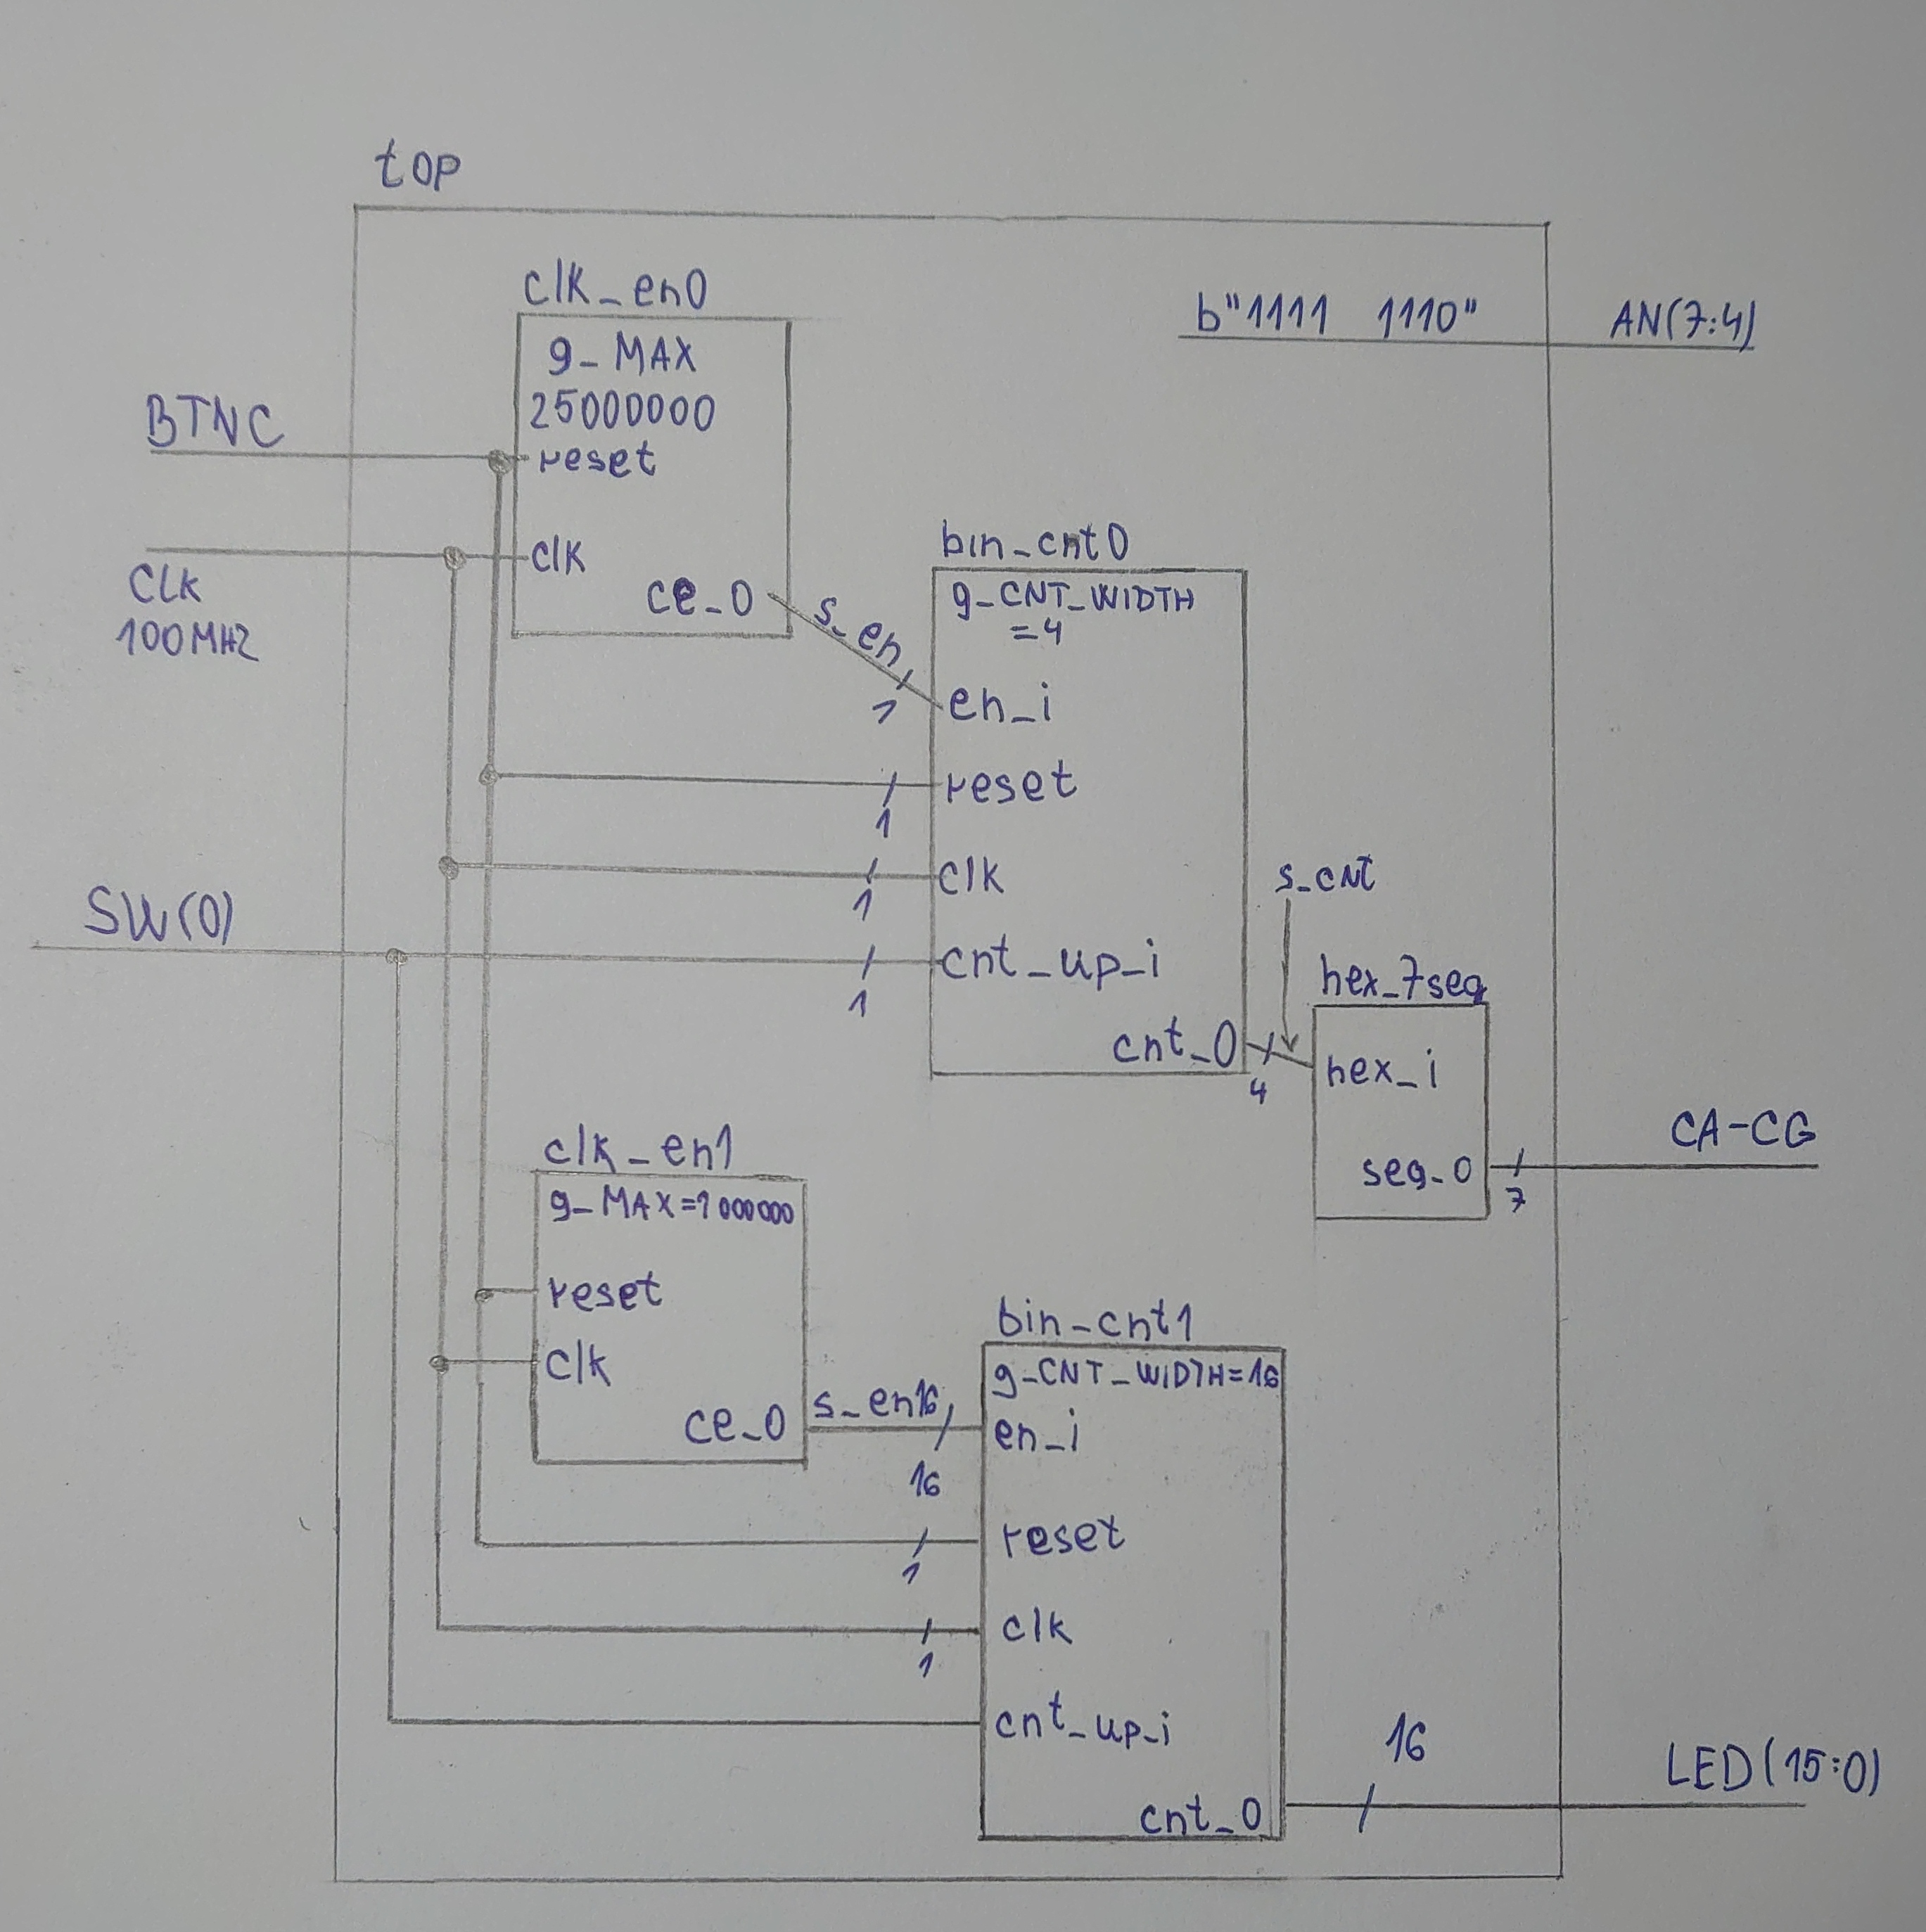 top
clk_en0
g_MAX
25000000
b"1111 1110"
AN(7:4)
BTNC
reset
clk
CLK
100MHZ
ce_0
s_en
1
bin_cnt0
g_CNT_WIDTH
=4
en_i
reset
1
clk
1
SW(0)
cnt_up_i
1
cnt_0
4
s_CNT
hex_7seg
hex_i
seg_0
7
CA-CG
clk_en1
g_MAX=1000000
reset
clk
ce_0
s_en16
16
bin_cnt1
g_CNT_WIDTH=16
en_i
reset
1
clk
1
cnt_up_i
cnt_0
16
LED(15:0)